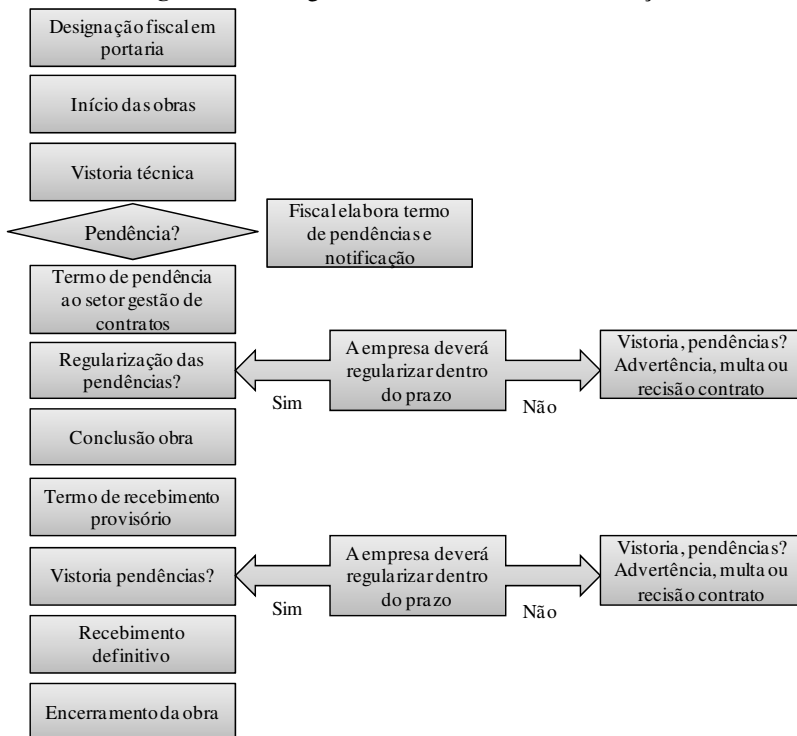 Designação fiscal em
portaria
Início das obras
Vistoria técnica
Pendência?
Fiscal elabora termo
de pendências e
notificação
Termo de pendência
ao setor gestão de
contratos
Regularização das
pendências?
Sim
A empresa deverá
regularizar dentro
do prazo
Não
Vistoria, pendências?
Advertência, multa ou
recisão contrato
Conclusão obra
Termo de recebimento
provisório
Vistoria pendências?
Sim
A empresa deverá
regularizar dentro
do prazo
Não
Vistoria, pendências?
Advertência, multa ou
recisão contrato
Recebimento
definitivo
Encerramento da obra